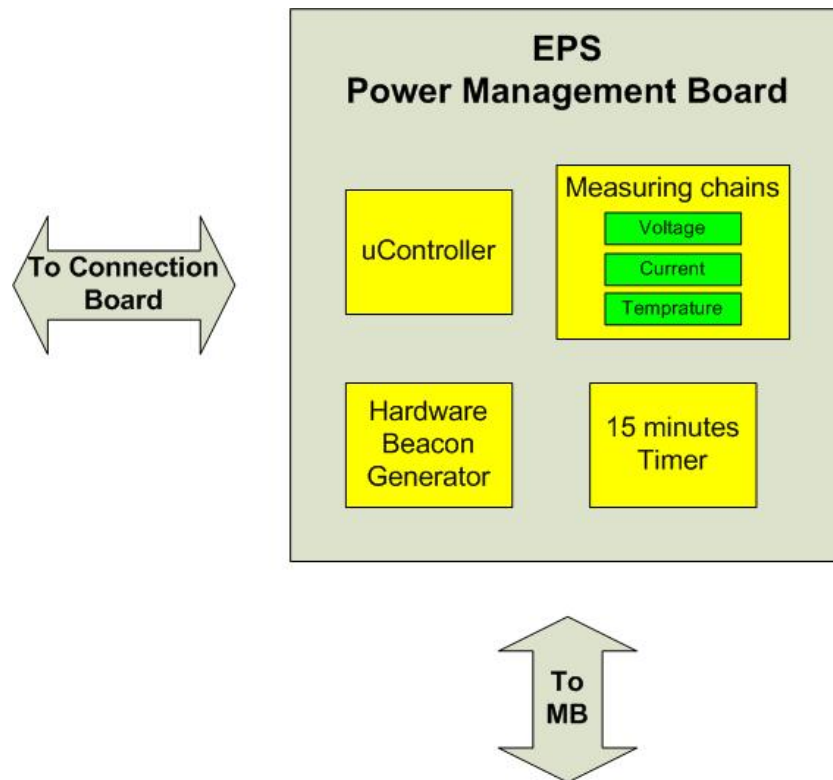 EPS
Power Management Board
Measuring chains
Voltage
uController
Current
To Connection
Board
Temprature
Hardware
Beacon
Generator
15 minutes
Timer
To
MB